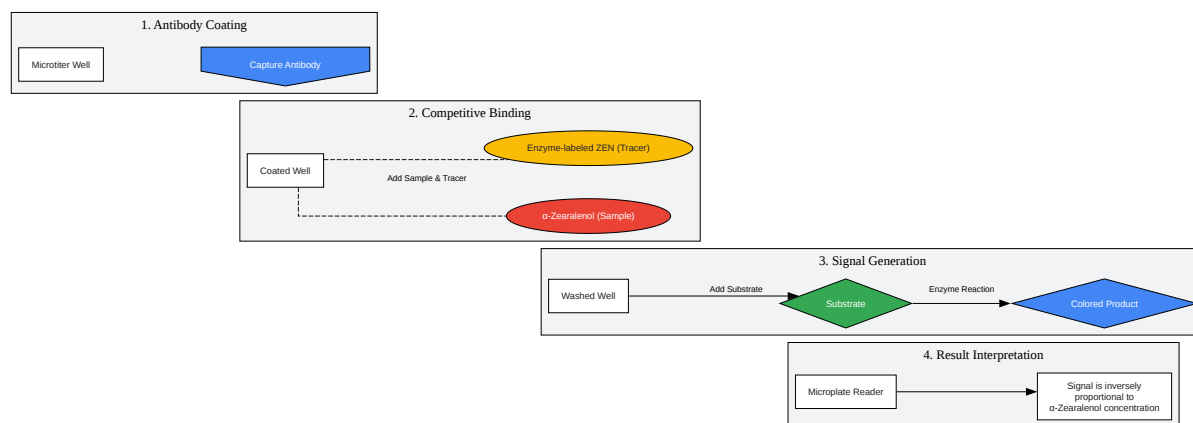 1. Antibody Coating
Microtiter Well
Capture Antibody
2. Competitive Binding
Enzyme-labeled ZEN (Tracer)
Coated Well
Add Sample & Tracer
α-Zearalenol (Sample)
3. Signal Generation
Washed Well
Add Substrate
Substrate
Enzyme Reaction
Colored Product
4. Result Interpretation
Microplate Reader
Signal is inversely
proportional to
α-Zearalenol concentration